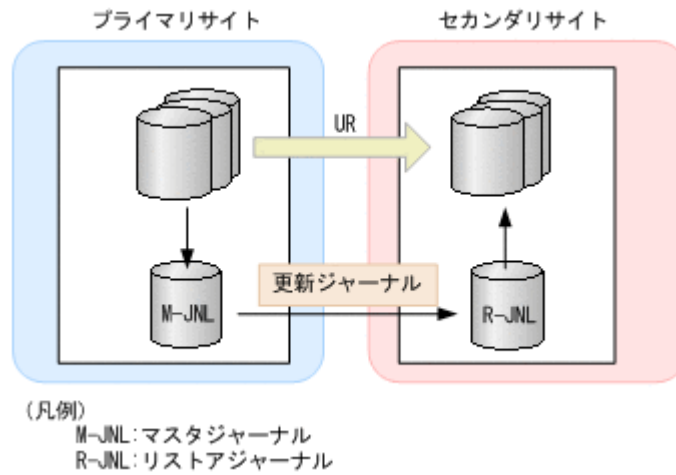 プライマリサイト
セカンダリサイト
UR
更新ジャーナル
M-JNL
R-JNL
(凡例)
M-JNL:マスタジャーナル
R-JNL:リストアジャーナル